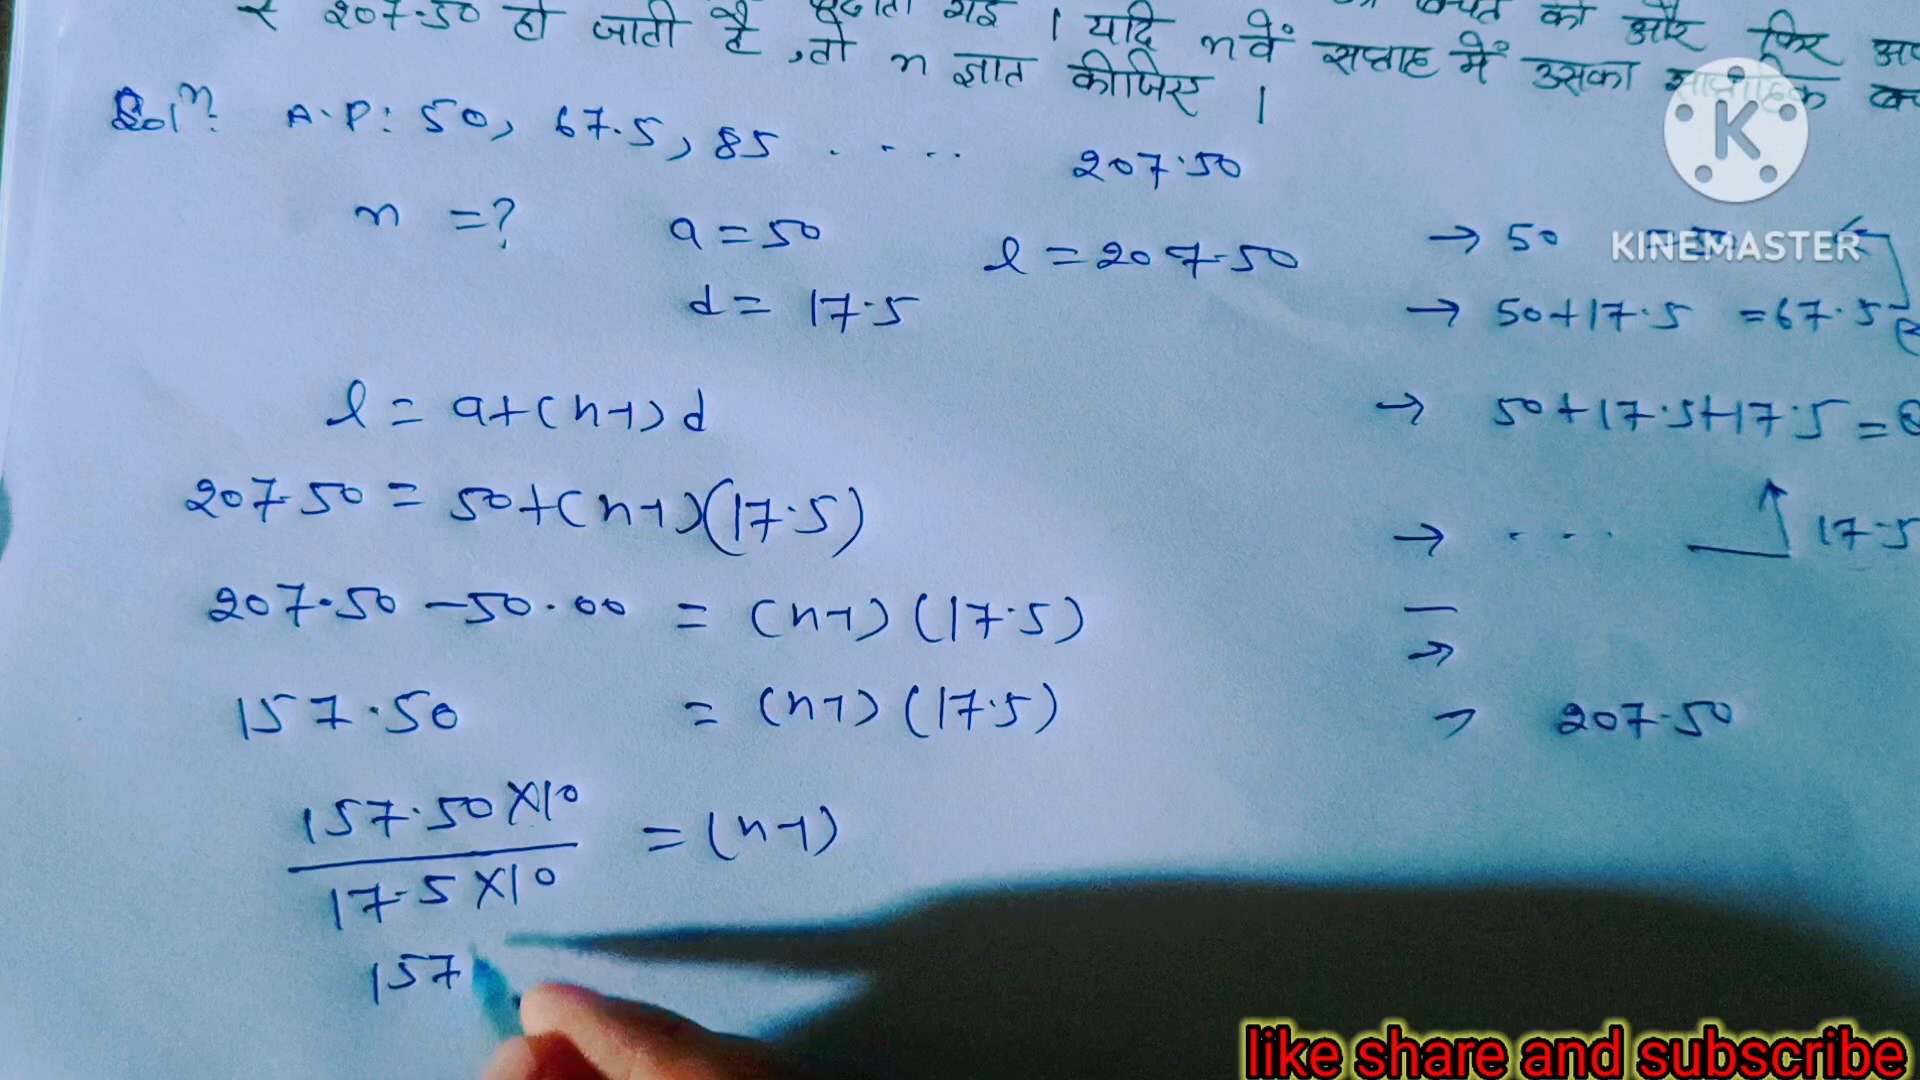 बचत को और फिर
₹ 207.50 हो जाती है, तो n ज्ञात कीजिए । यदि nवें सप्ताह में उसका साप्ताहिक
Solⁿ: A.P: 50, 67.5, 85 . . . . 207.50
n = ? a = 50 l = 207.50
d = 17.5
l = a+(n-1)d
207.50 = 50+(n-1)(17.5)
207.50 - 50.00 = (n-1) (17.5)
157.50 = (n-1) (17.5)
157.50×10
17.5×10
= (n-1)
157
→ 50
→ 50+17.5 = 67.5
→ 50+17.5+17.5 =
→ . . . . 17.5
→
→ 207.50
K
KINEMASTER
like share and subscribe